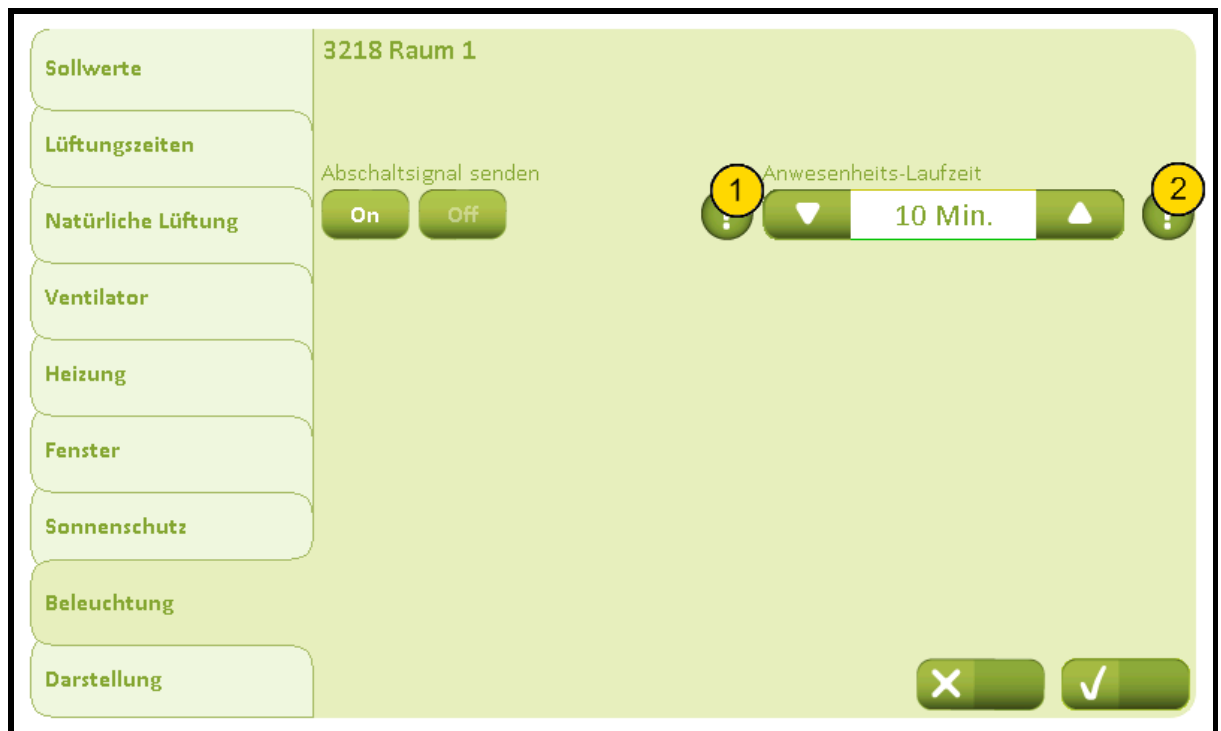 3218 Raum 1
Sollwerte
Lüftungszeiten
Natürliche Lüftung
Ventilator
Heizung
Fenster
Sonnenschutz
Beleuchtung
Darstellung
Abschaltsignal senden
On Off
1
Anwesenheits-Laufzeit
10 Min.
2